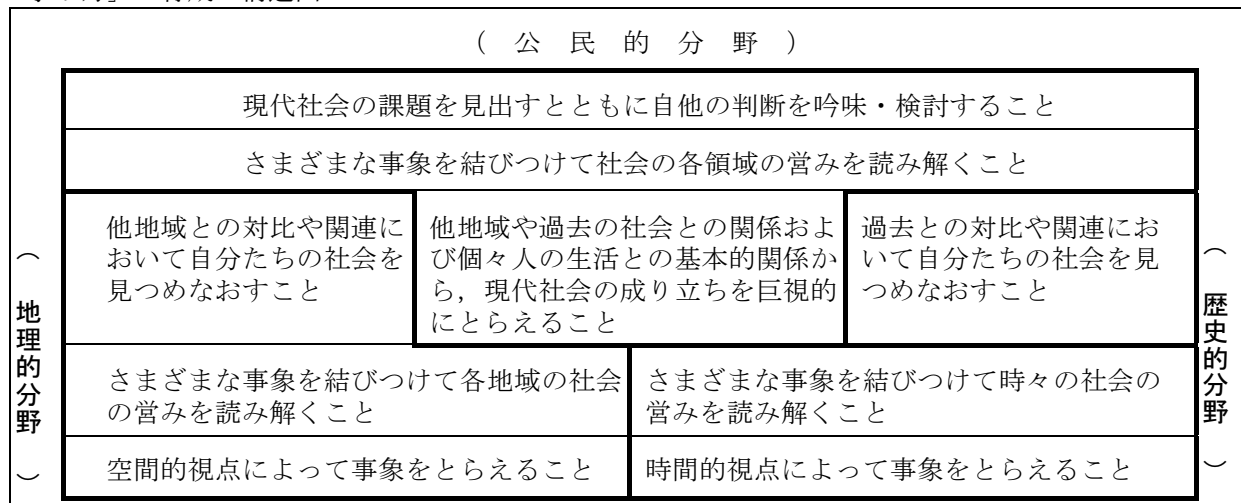 （ 公 民 的 分 野 ）
現代社会の課題を見出すとともに自他の判断を吟味・検討すること
さまざまな事象を結びつけて社会の各領域の営みを読み解くこと
（地理的分野）
他地域との対比や関連に
おいて自分たちの社会を
見つめなおすこと
他地域や過去の社会との関係およ
び個々人の生活との基本的関係か
ら，現代社会の成り立ちを巨視的
にとらえること
過去との対比や関連にお
いて自分たちの社会を見
つめなおすこと
（歴史的分野）
さまざまな事象を結びつけて各地域の社会
の営みを読み解くこと
さまざまな事象を結びつけて時々の社会の
営みを読み解くこと
空間的視点によって事象をとらえること
時間的視点によって事象をとらえること